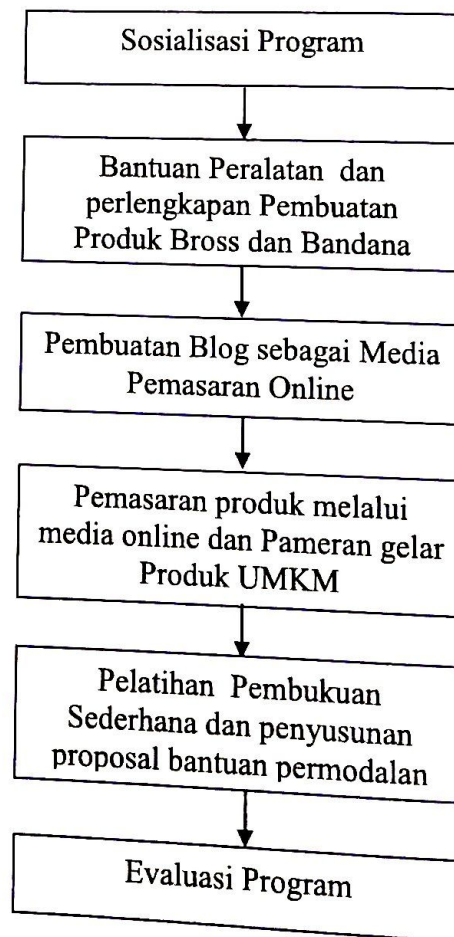 Sosialisasi Program
Bantuan Peralatan dan
perlengkapan Pembuatan
Produk Bross dan Bandana
Pembuatan Blog sebagai Media
Pemasaran Online
Pemasaran produk melalui
media online dan Pameran gelar
Produk UMKM
Pelatihan Pembukuan
Sederhana dan penyusunan
proposal bantuan permodalan
Evaluasi Program